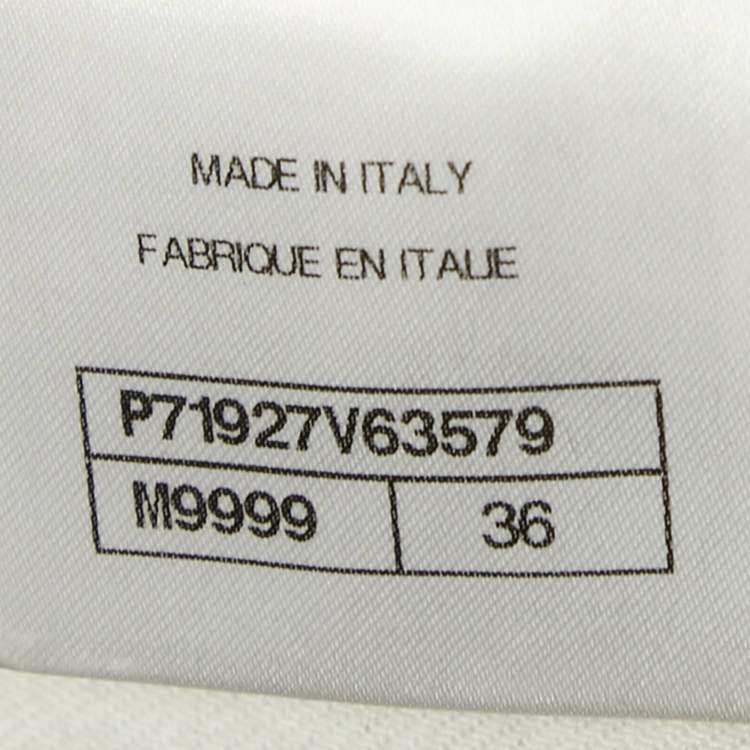 MADE IN ITALY
FABRIQUE EN ITALIE
P71927V63579
M9999 36